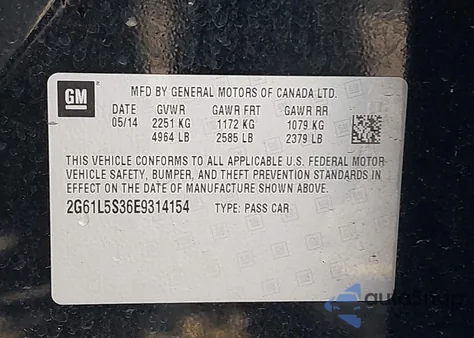 GM
MFD BY GENERAL MOTORS OF CANADA LTD.
DATE GVWR GAWR FRT GAWR RR
05/14 2251 KG 1172 KG 1079 KG
4964 LB 2585 LB 2379 LB
THIS VEHICLE CONFORMS TO ALL APPLICABLE U.S. FEDERAL MOTOR
VEHICLE SAFETY, BUMPER, AND THEFT PREVENTION STANDARDS IN
EFFECT ON THE DATE OF MANUFACTURE SHOWN ABOVE.
2G61L5S36E9314154 TYPE: PASS CAR
autosnap